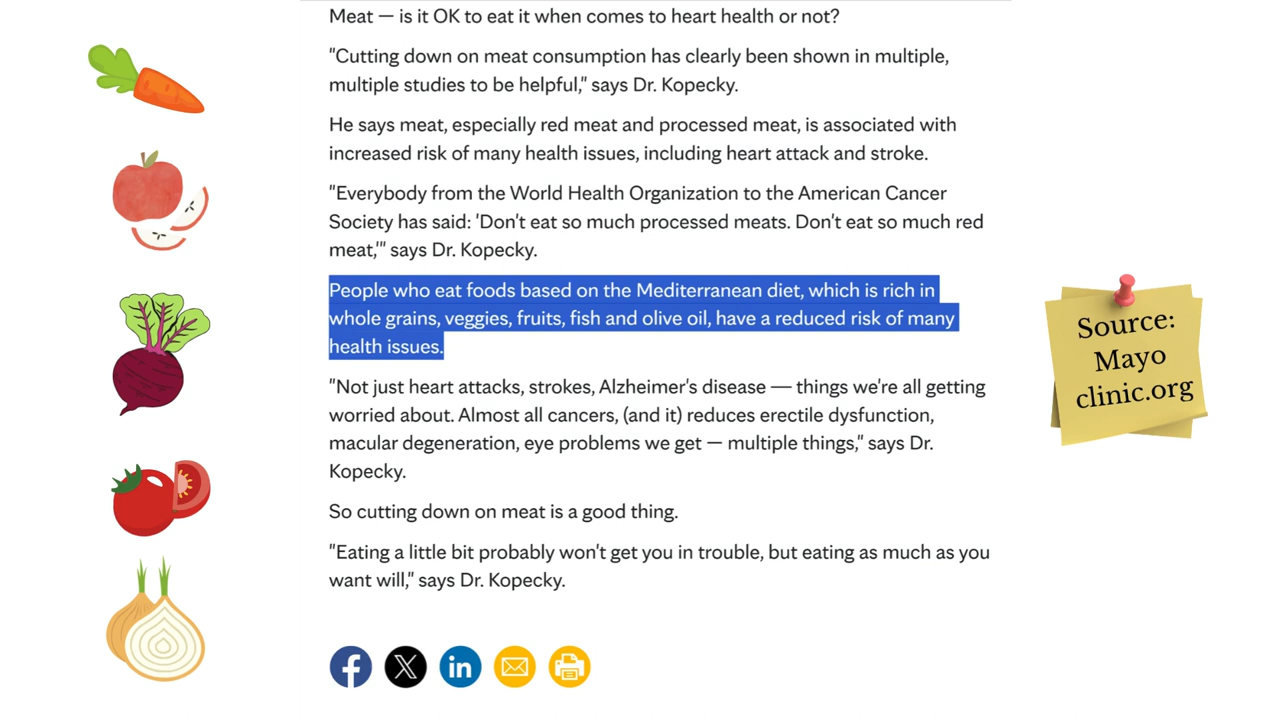 Meat — is it OK to eat it when comes to heart health or not?
"Cutting down on meat consumption has clearly been shown in multiple,
multiple studies to be helpful," says Dr. Kopecky.
He says meat, especially red meat and processed meat, is associated with
increased risk of many health issues, including heart attack and stroke.
"Everybody from the World Health Organization to the American Cancer
Society has said: 'Don't eat so much processed meats. Don't eat so much red
meat,'" says Dr. Kopecky.
People who eat foods based on the Mediterranean diet, which is rich in
whole grains, veggies, fruits, fish and olive oil, have a reduced risk of many
health issues.
"Not just heart attacks, strokes, Alzheimer's disease — things we're all getting
worried about. Almost all cancers, (and it) reduces erectile dysfunction,
macular degeneration, eye problems we get — multiple things," says Dr.
Kopecky.
So cutting down on meat is a good thing.
"Eating a little bit probably won't get you in trouble, but eating as much as you
want will," says Dr. Kopecky.
Source:
Mayo
clinic.org